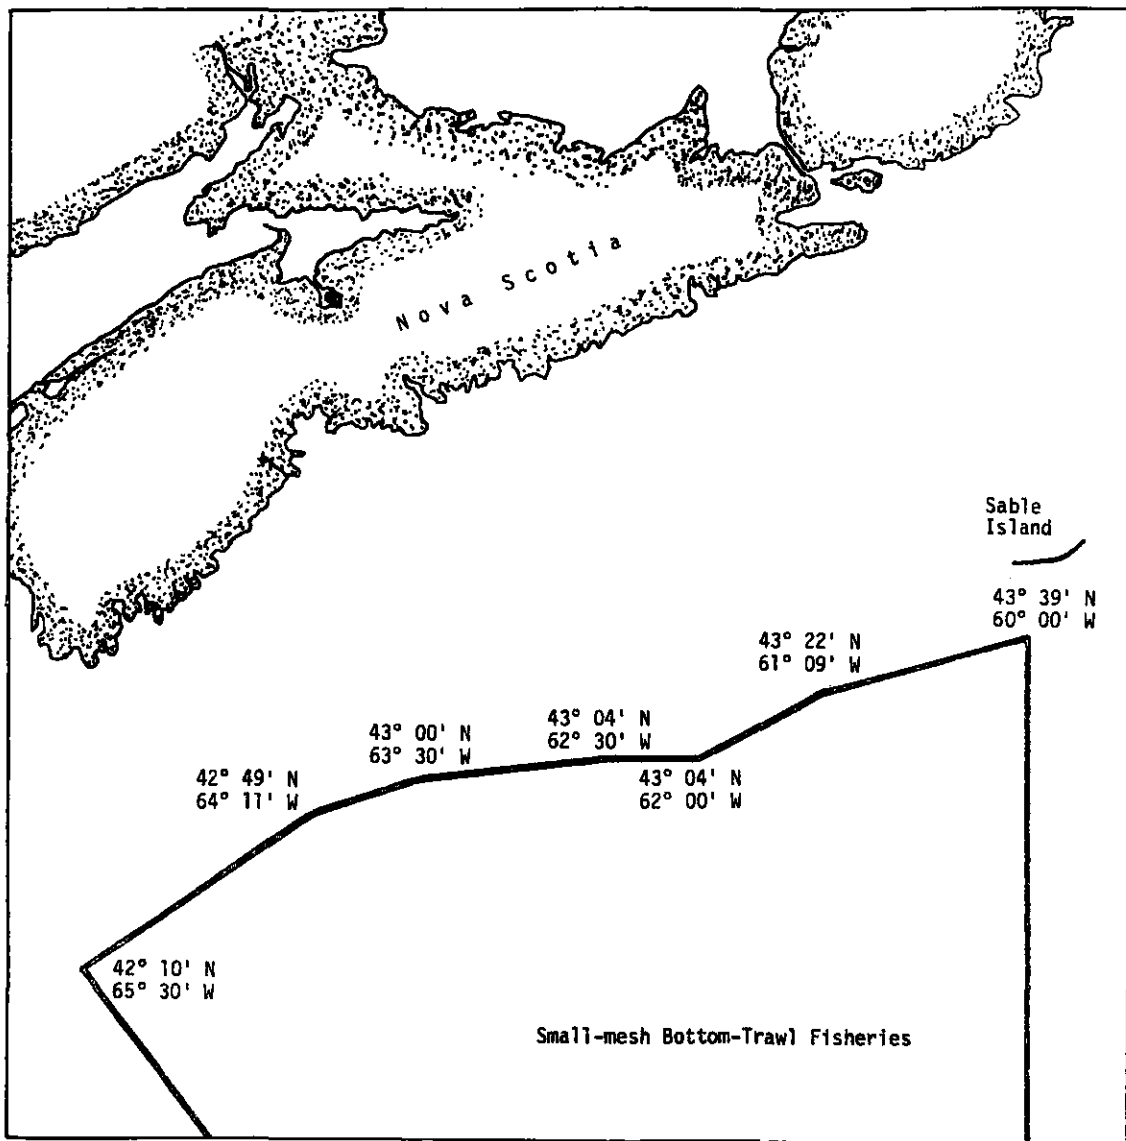 Nova Scotia
Sable
Island
43° 39' N
60° 00' W
43° 22' N
61° 09' W
43° 04' N
62° 30' W
43° 00' N
63° 30' W
43° 04' N
62° 00' W
42° 49' N
64° 11' W
42° 10' N
65° 30' W
Small-mesh Bottom-Trawl Fisheries